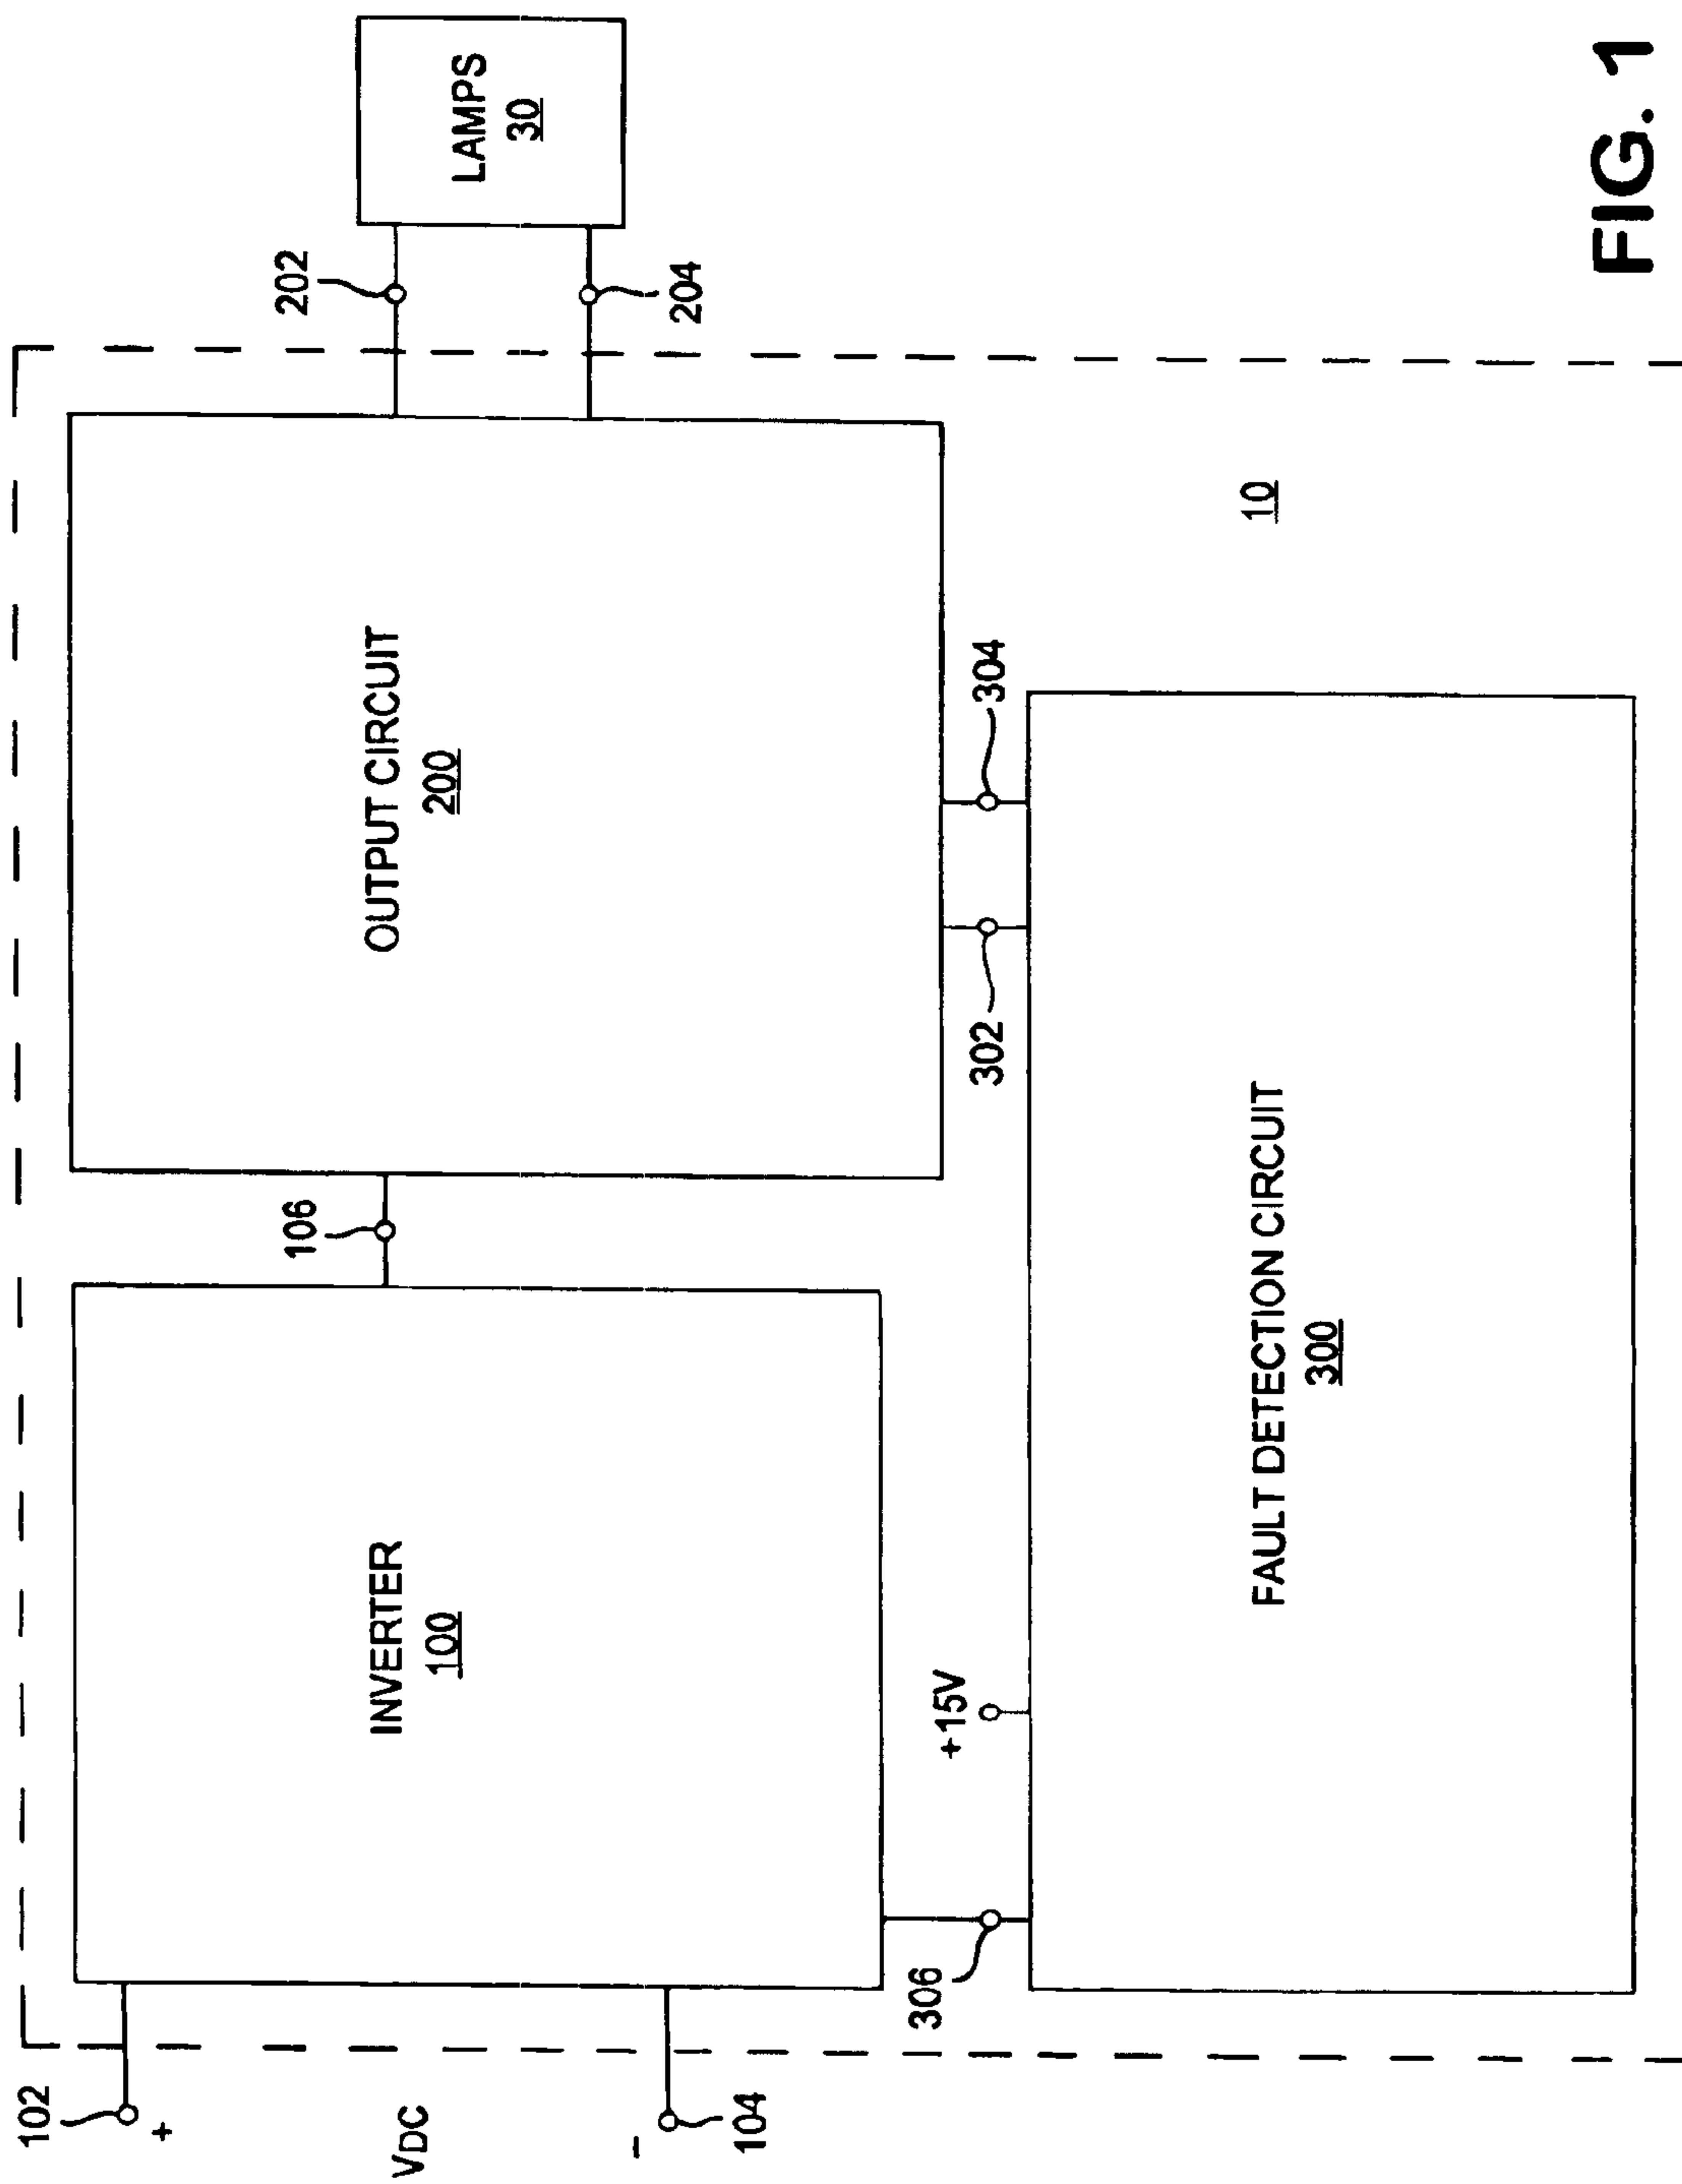 102
+
VDC
−
104
INVERTER
100
106
OUTPUT CIRCUIT
200
202
204
LAMPS
30
306
+15V
302
304
FAULT DETECTION CIRCUIT
300
10
FIG. 1